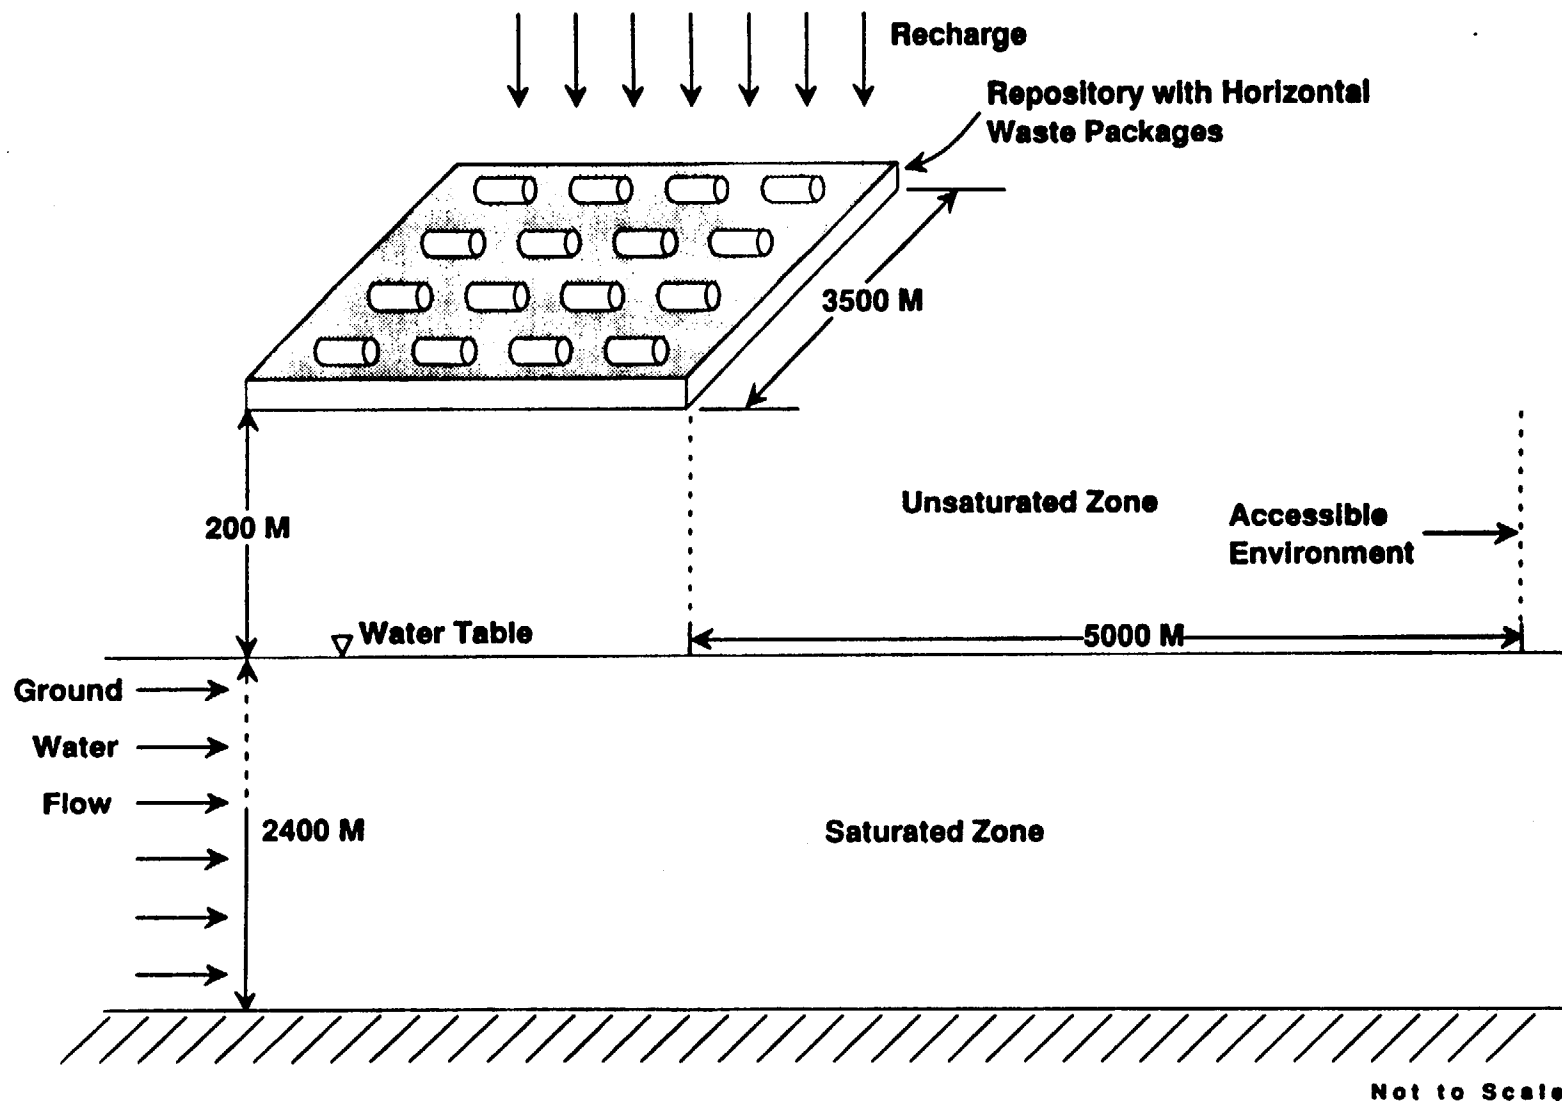 Recharge
Repository with Horizontal
Waste Packages
3500 M
200 M
Unsaturated Zone
Accessible
Environment
Water Table
5000 M
Ground
Water
Flow
2400 M
Saturated Zone
Not to Scale